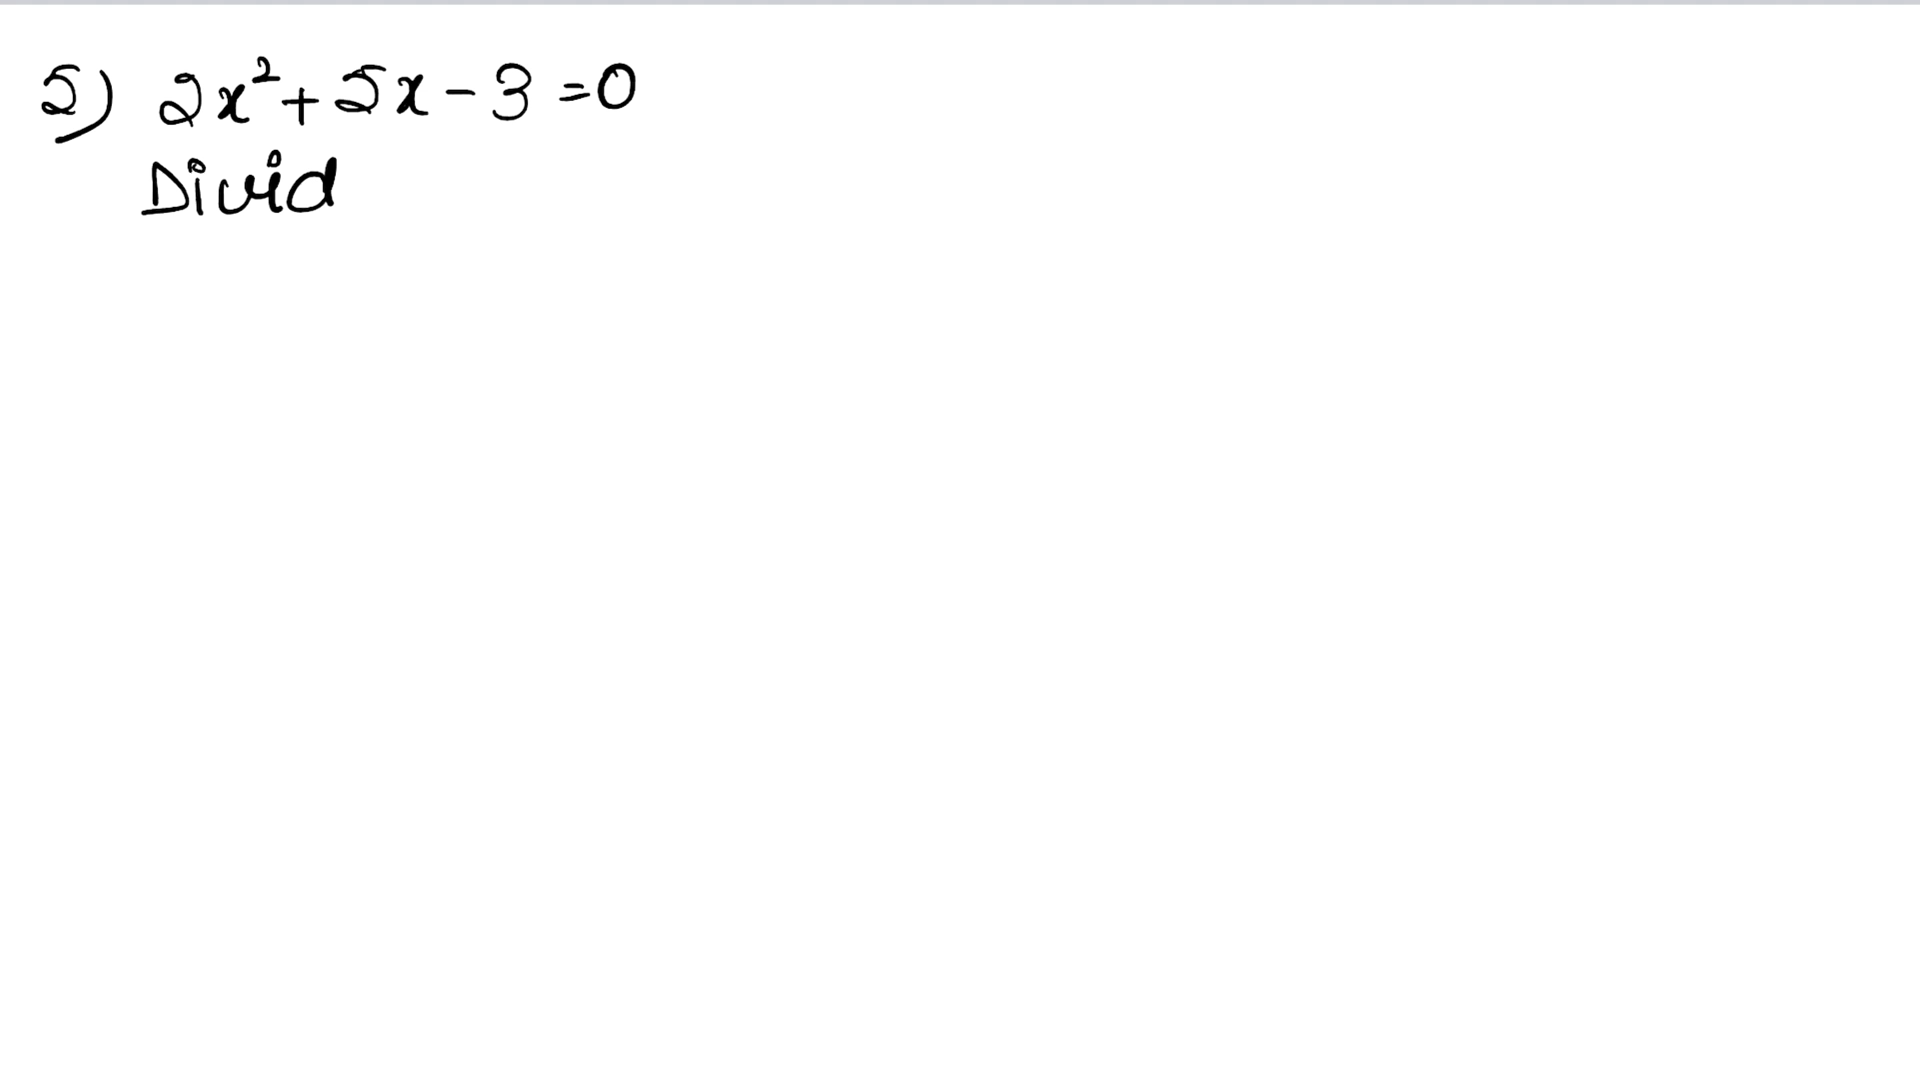 5) 2x² + 5x - 3 = 0
Divid